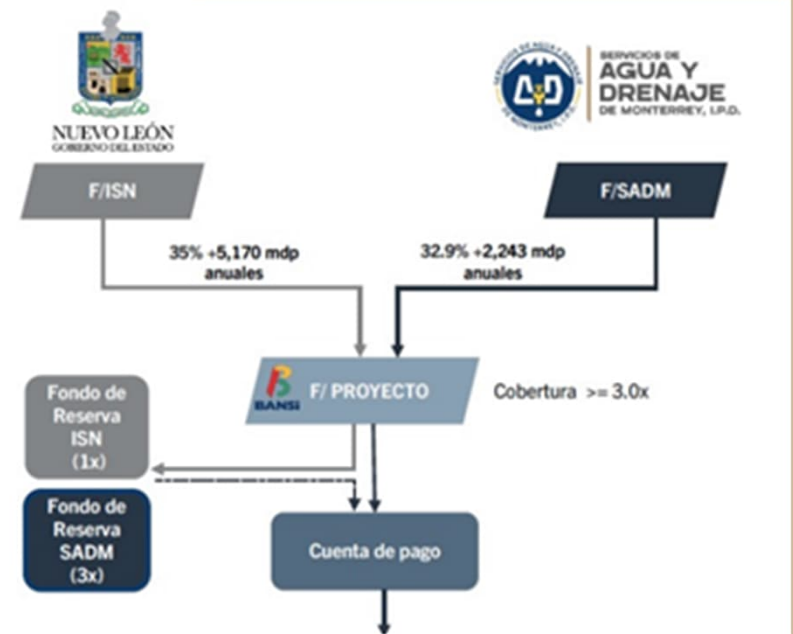 NUEVO LEÓN
GOBIERNO DEL ESTADO
SERVICIOS DE
AGUA Y
DRENAJE
DE MONTERREY, I.P.D.
F/ISN
F/SADM
35% +5,170 mdp
anuales
32.9% +2,243 mdp
anuales
BANSi
F/ PROYECTO
Cobertura >= 3.0x
Fondo de
Reserva
ISN
(1x)
Fondo de
Reserva
SADM
(3x)
Cuenta de pago